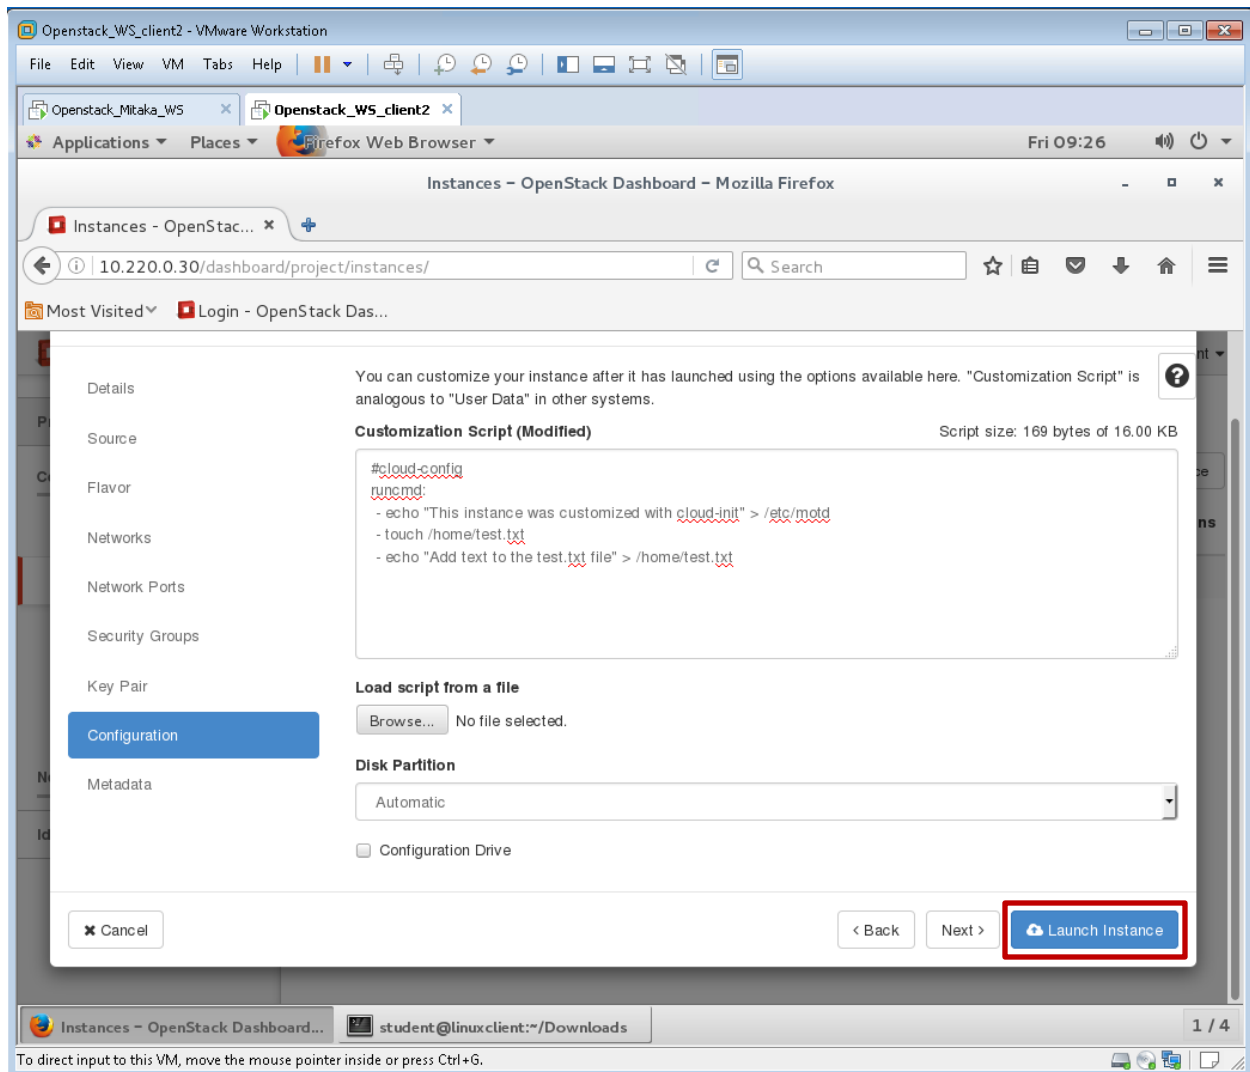 Openstack_WS_client2 - VMware Workstation
File Edit View VM Tabs Help
Openstack_Mitaka_WS
Openstack_WS_client2
Applications Places Firefox Web Browser Fri 09:26
Instances - OpenStack Dashboard - Mozilla Firefox
Instances - OpenStac...
10.220.0.30/dashboard/project/instances/ Search
Most Visited Login - OpenStack Das...
nt
Details
Source
Flavor
Networks
Network Ports
Security Groups
Key Pair
Configuration
Metadata
You can customize your instance after it has launched using the options available here. "Customization Script" is
analogous to "User Data" in other systems.
Customization Script (Modified) Script size: 169 bytes of 16.00 KB
#cloud-config
runcmd:
- echo "This instance was customized with cloud-init" > /etc/motd
- touch /home/test.txt
- echo "Add text to the test.txt file" > /home/test.txt
Load script from a file
Browse... No file selected.
Disk Partition
Automatic
Configuration Drive
Cancel
< Back
Next >
Launch Instance
Instances - OpenStack Dashboard...
student@linuxclient:~/Downloads
1 / 4
To direct input to this VM, move the mouse pointer inside or press Ctrl+G.